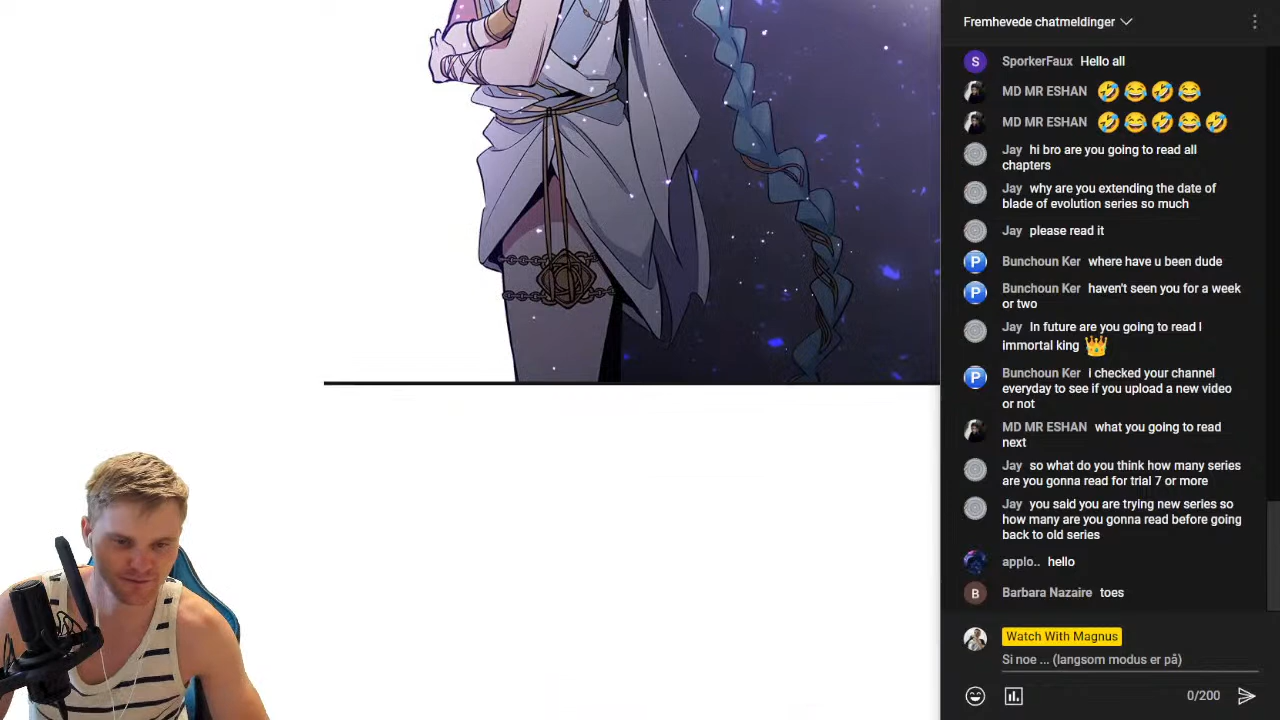 Fremhevede chatmeldinger
S
SporkerFaux Hello all
MD MR ESHAN 🤣😂🤣😂
MD MR ESHAN 🤣😂🤣😂🤣
Jay hi bro are you going to read all
chapters
Jay why are you extending the date of
blade of evolution series so much
Jay please read it
P
Bunchoun Ker where have u been dude
P
Bunchoun Ker haven't seen you for a week
or two
Jay In future are you going to read I
immortal king 👑
P
Bunchoun Ker I checked your channel
everyday to see if you upload a new video
or not
MD MR ESHAN what you going to read
next
Jay so what do you think how many series
are you gonna read for trial 7 or more
Jay you said you are trying new series so
how many are you gonna read before going
back to old series
applo.. hello
B
Barbara Nazaire toes
Watch With Magnus
Si noe ... (langsom modus er på)
0/200